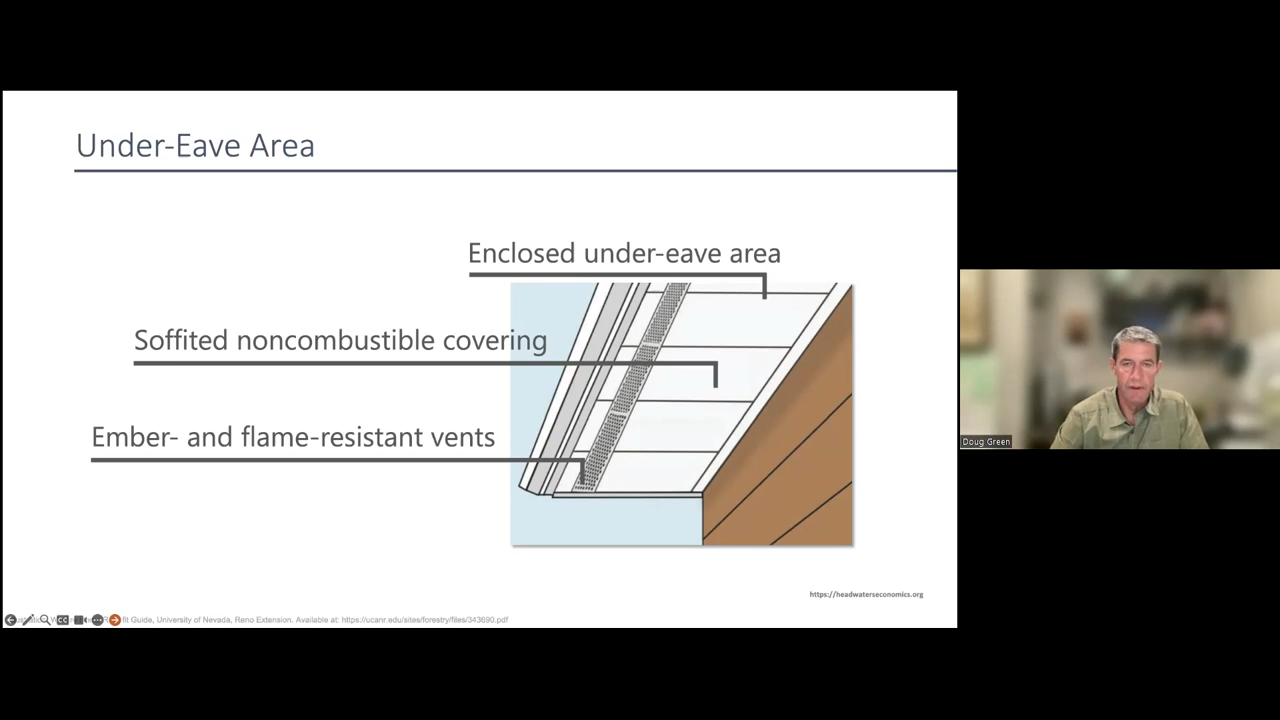 Under-Eave Area
Enclosed under-eave area
Soffited noncombustible covering
Ember- and flame-resistant vents
Doug Green
https://headwaterseconomics.org
fit Guide, University of Nevada, Reno Extension. Available at: https://ucanr.edu/sites/forestry/files/343690.pdf